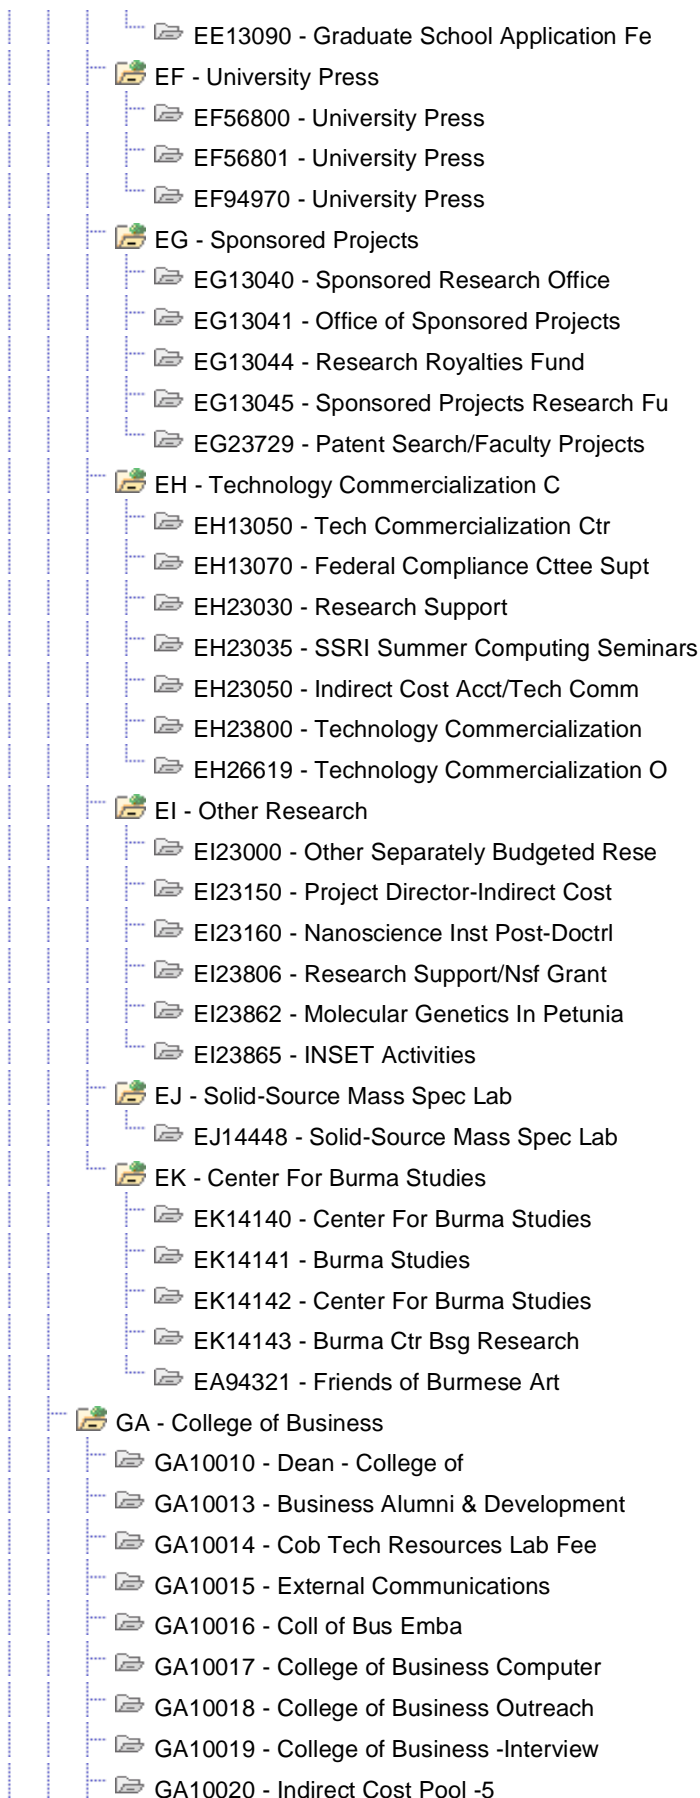 EE13090 - Graduate School Application Fe
EF - University Press
EF56800 - University Press
EF56801 - University Press
EF94970 - University Press
EG - Sponsored Projects
EG13040 - Sponsored Research Office
EG13041 - Office of Sponsored Projects
EG13044 - Research Royalties Fund
EG13045 - Sponsored Projects Research Fu
EG23729 - Patent Search/Faculty Projects
EH - Technology Commercialization C
EH13050 - Tech Commercialization Ctr
EH13070 - Federal Compliance Cttee Supt
EH23030 - Research Support
EH23035 - SSRI Summer Computing Seminars
EH23050 - Indirect Cost Acct/Tech Comm
EH23800 - Technology Commercialization
EH26619 - Technology Commercialization O
EI - Other Research
EI23000 - Other Separately Budgeted Rese
EI23150 - Project Director-Indirect Cost
EI23160 - Nanoscience Inst Post-Doctrl
EI23806 - Research Support/Nsf Grant
EI23862 - Molecular Genetics In Petunia
EI23865 - INSET Activities
EJ - Solid-Source Mass Spec Lab
EJ14448 - Solid-Source Mass Spec Lab
EK - Center For Burma Studies
EK14140 - Center For Burma Studies
EK14141 - Burma Studies
EK14142 - Center For Burma Studies
EK14143 - Burma Ctr Bsg Research
EA94321 - Friends of Burmese Art
GA - College of Business
GA10010 - Dean - College of
GA10013 - Business Alumni & Development
GA10014 - Cob Tech Resources Lab Fee
GA10015 - External Communications
GA10016 - Coll of Bus Emba
GA10017 - College of Business Computer
GA10018 - College of Business Outreach
GA10019 - College of Business -Interview
GA10020 - Indirect Cost Pool -5